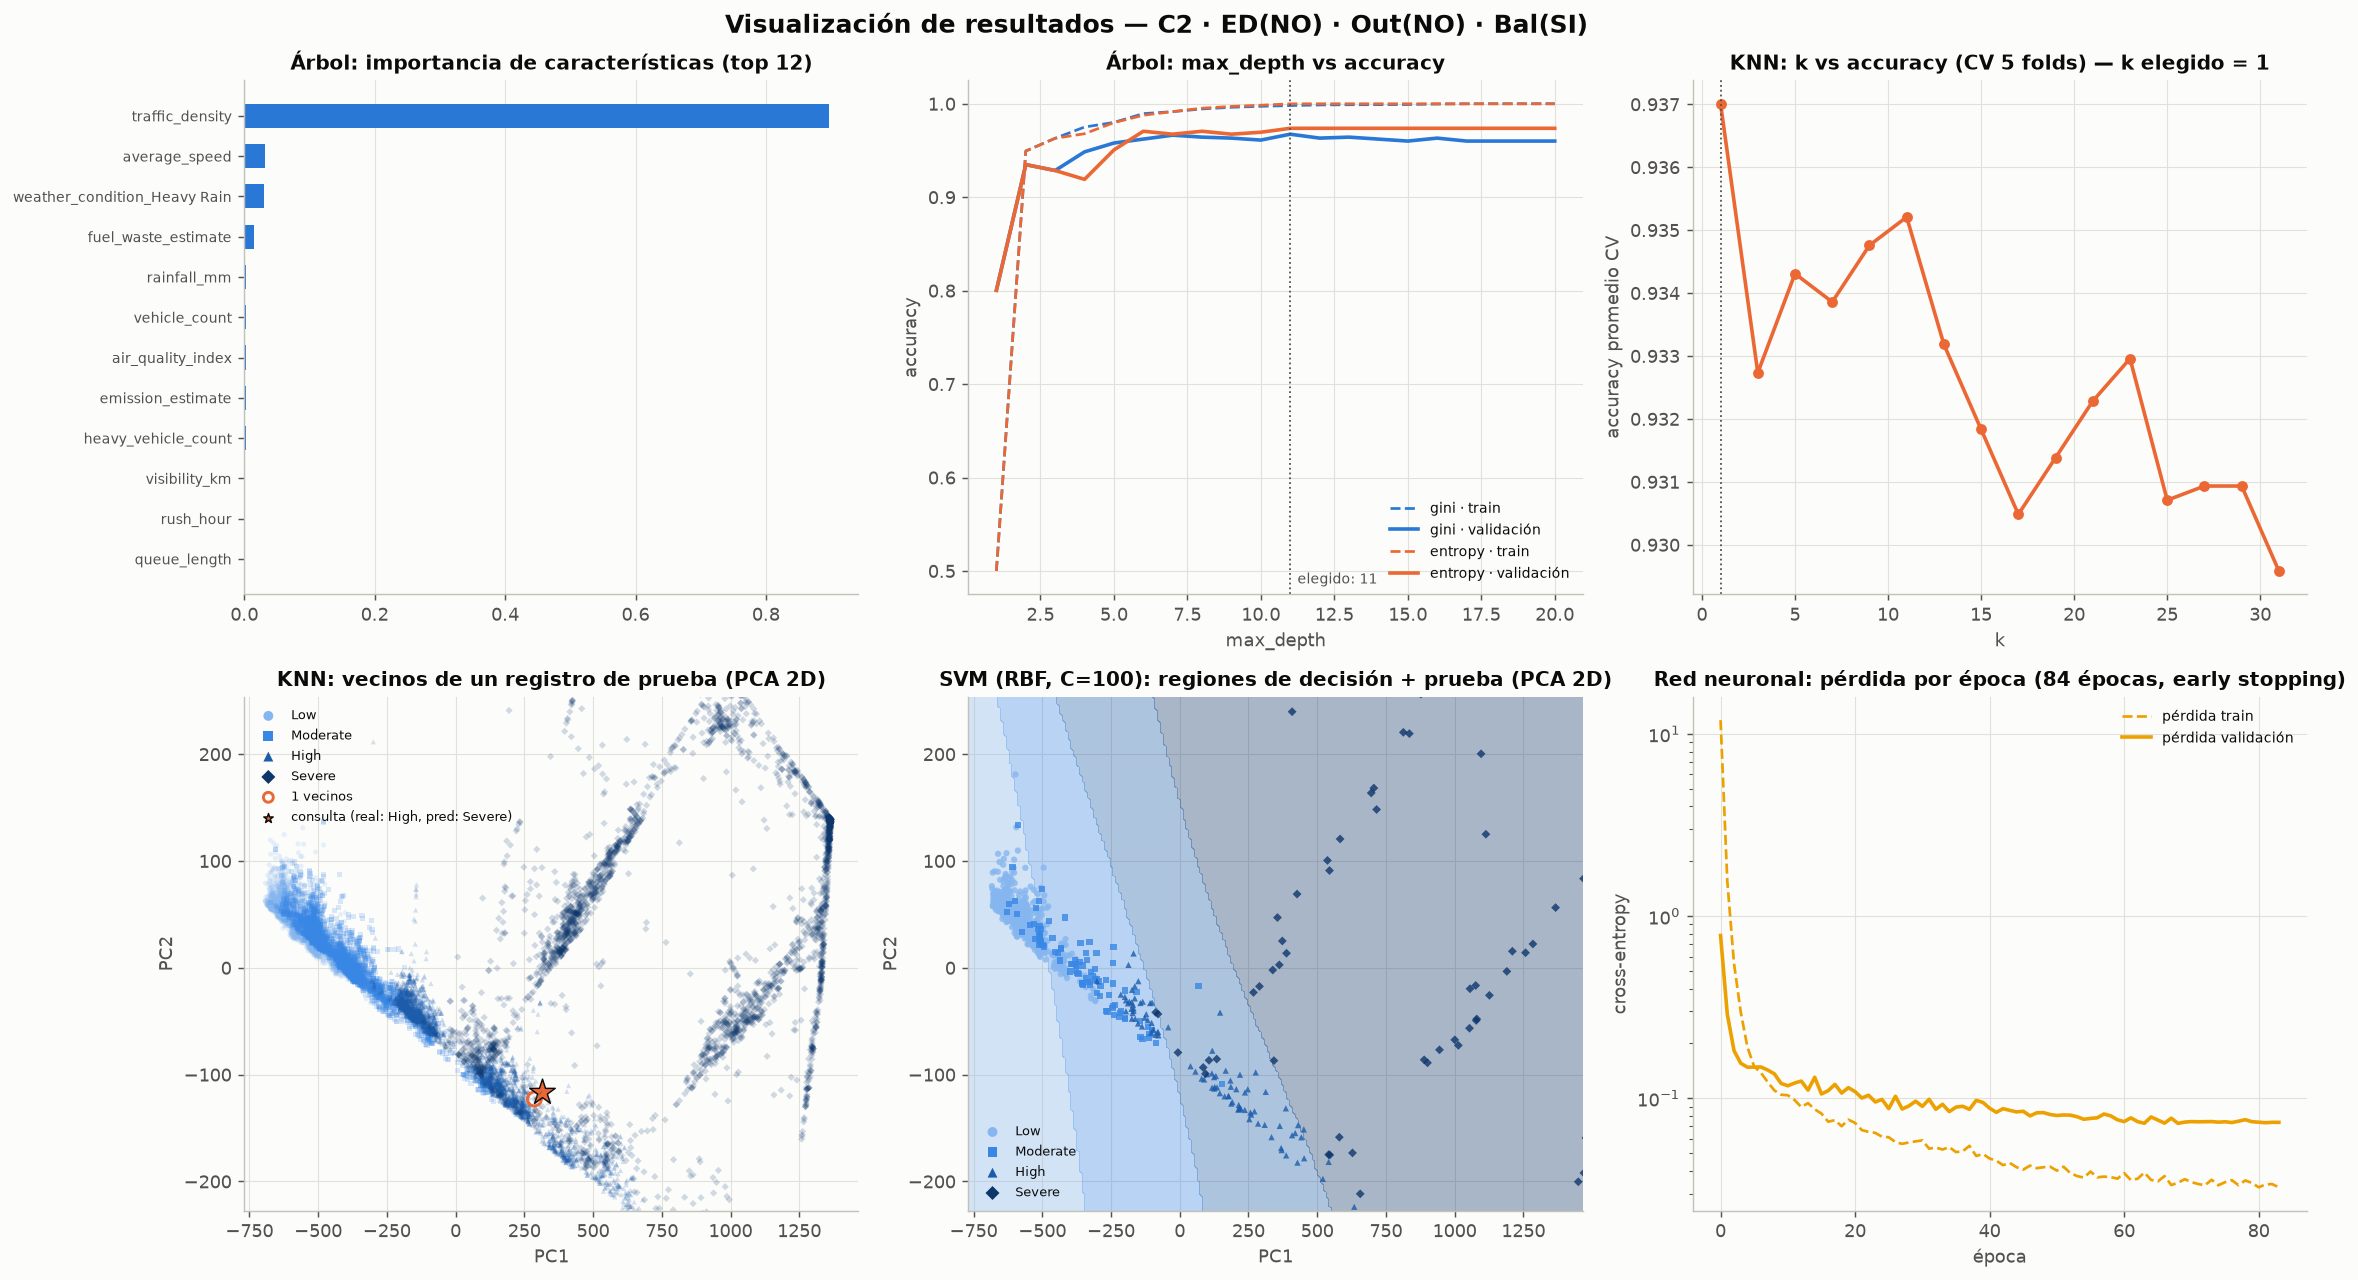 Visualización de resultados — C2 · ED(NO) · Out(NO) · Bal(SI)
Árbol: importancia de características (top 12)
traffic_density
average_speed
weather_condition_Heavy Rain
fuel_waste_estimate
rainfall_mm
vehicle_count
air_quality_index
emission_estimate
heavy_vehicle_count
visibility_km
rush_hour
queue_length
0.0 0.2 0.4 0.6 0.8
Árbol: max_depth vs accuracy
accuracy
1.0
0.9
0.8
0.7
0.6
0.5
gini · train
gini · validación
entropy · train
entropy · validación
elegido: 11
2.5 5.0 7.5 10.0 12.5 15.0 17.5 20.0
max_depth
KNN: k vs accuracy (CV 5 folds) — k elegido = 1
accuracy promedio CV
0.937
0.936
0.935
0.934
0.933
0.932
0.931
0.930
0 5 10 15 20 25 30
k
KNN: vecinos de un registro de prueba (PCA 2D)
Low
Moderate
High
Severe
1 vecinos
consulta (real: High, pred: Severe)
PC2
200
100
0
−100
−200
−750 −500 −250 0 250 500 750 1000 1250
PC1
SVM (RBF, C=100): regiones de decisión + prueba (PCA 2D)
PC2
200
100
0
−100
−200
Low
Moderate
High
Severe
−750 −500 −250 0 250 500 750 1000 1250
PC1
Red neuronal: pérdida por época (84 épocas, early stopping)
pérdida train
pérdida validación
cross-entropy
10¹
10⁰
10⁻¹
0 20 40 60 80
época